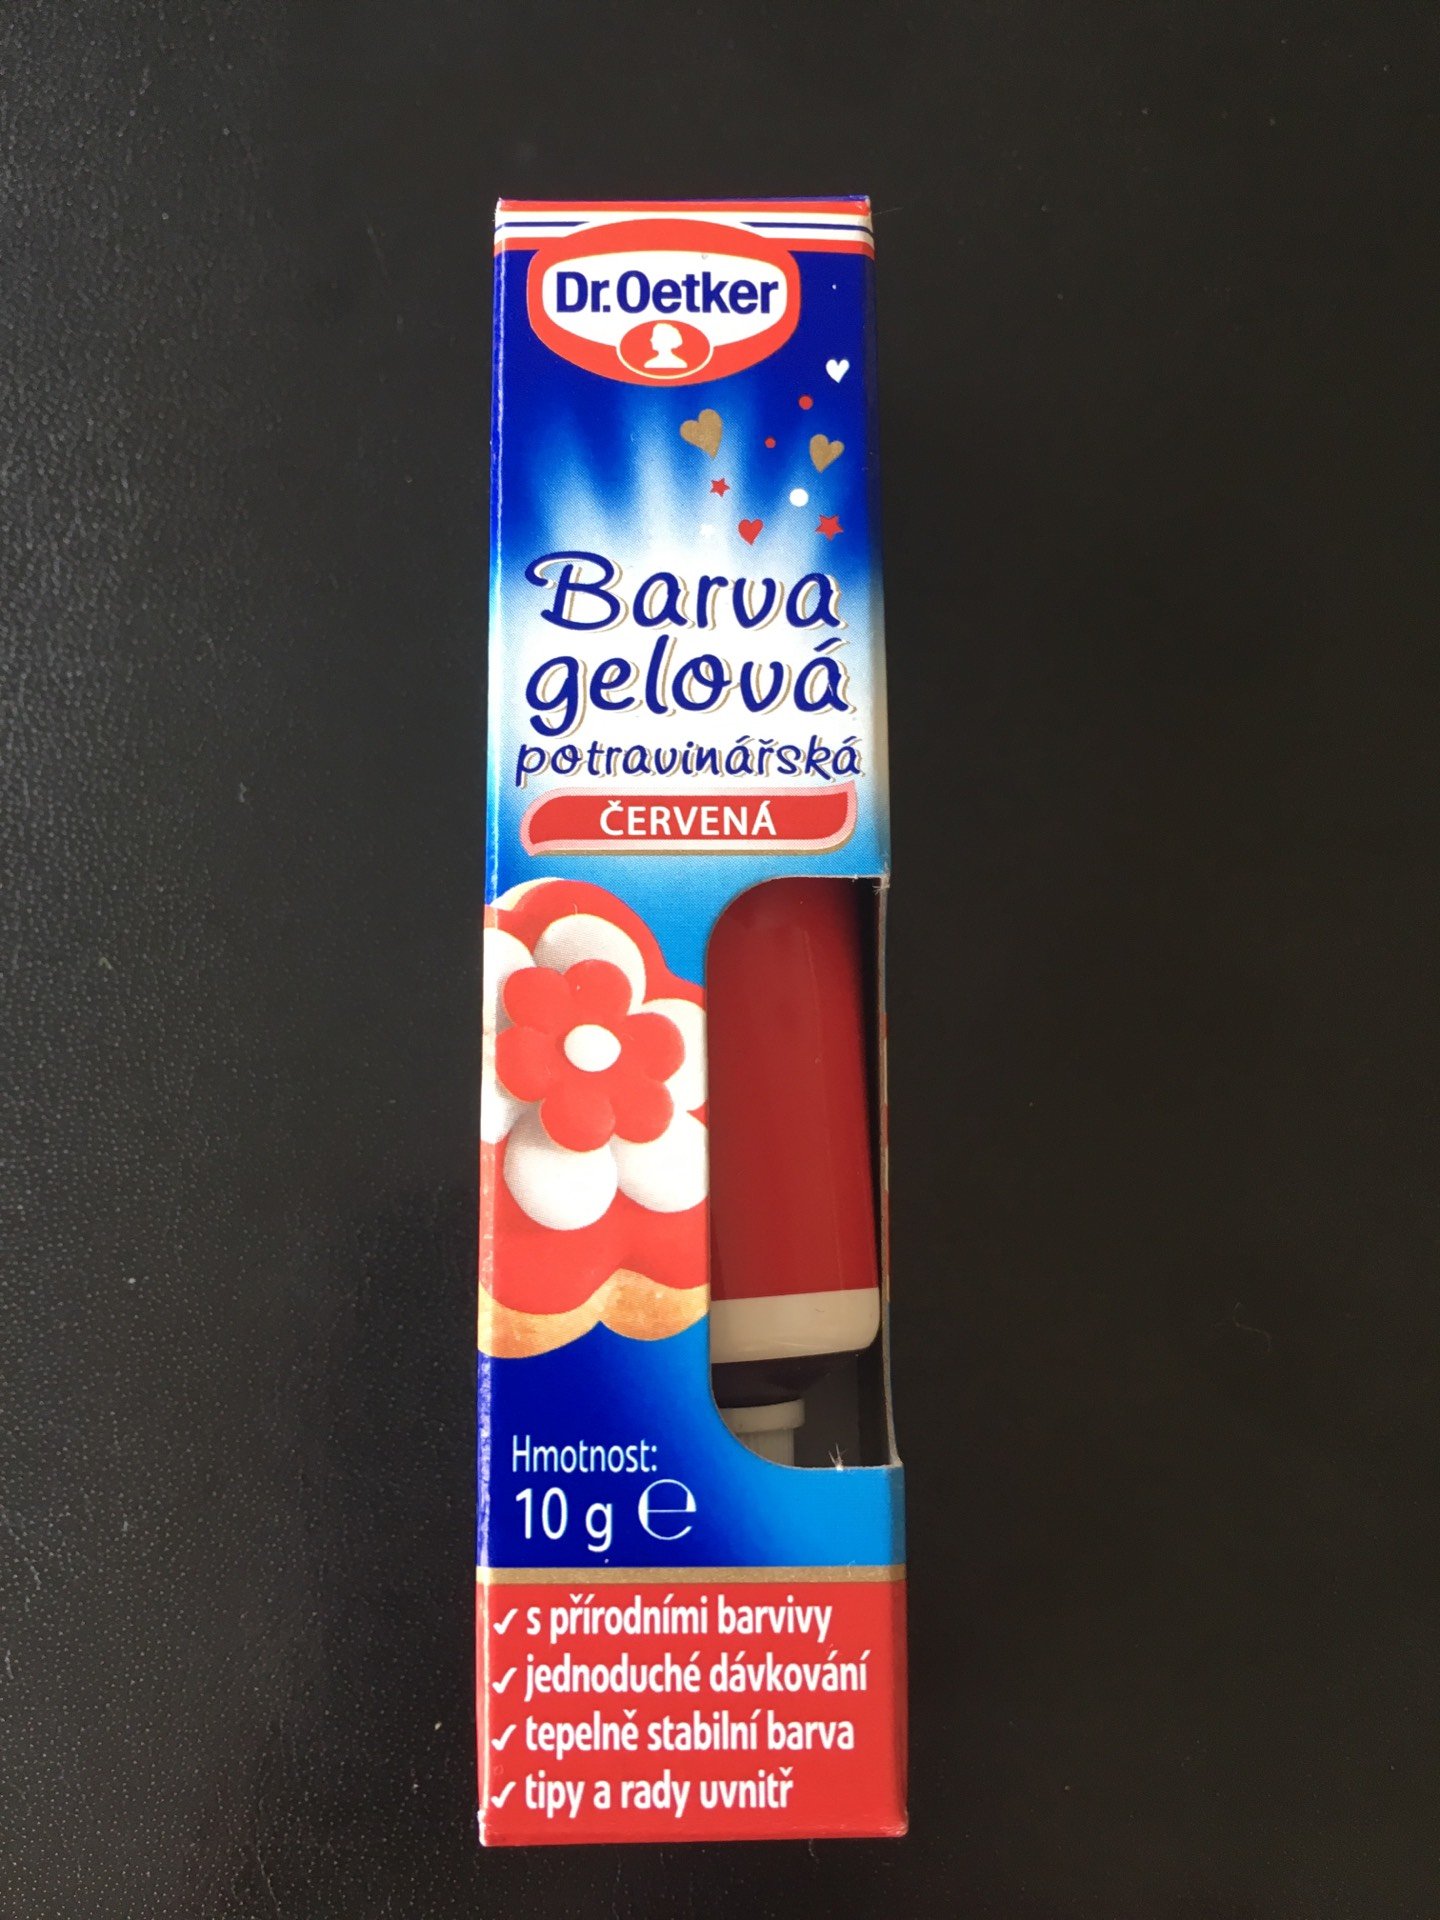 Dr. Oetker
Barva
gelová
potravinářská
ČERVENÁ
Hmotnost:
10 g ℮
✓ s přírodními barvivy
✓ jednoduché dávkování
✓ tepelně stabilní barva
✓ tipy a rady uvnitř